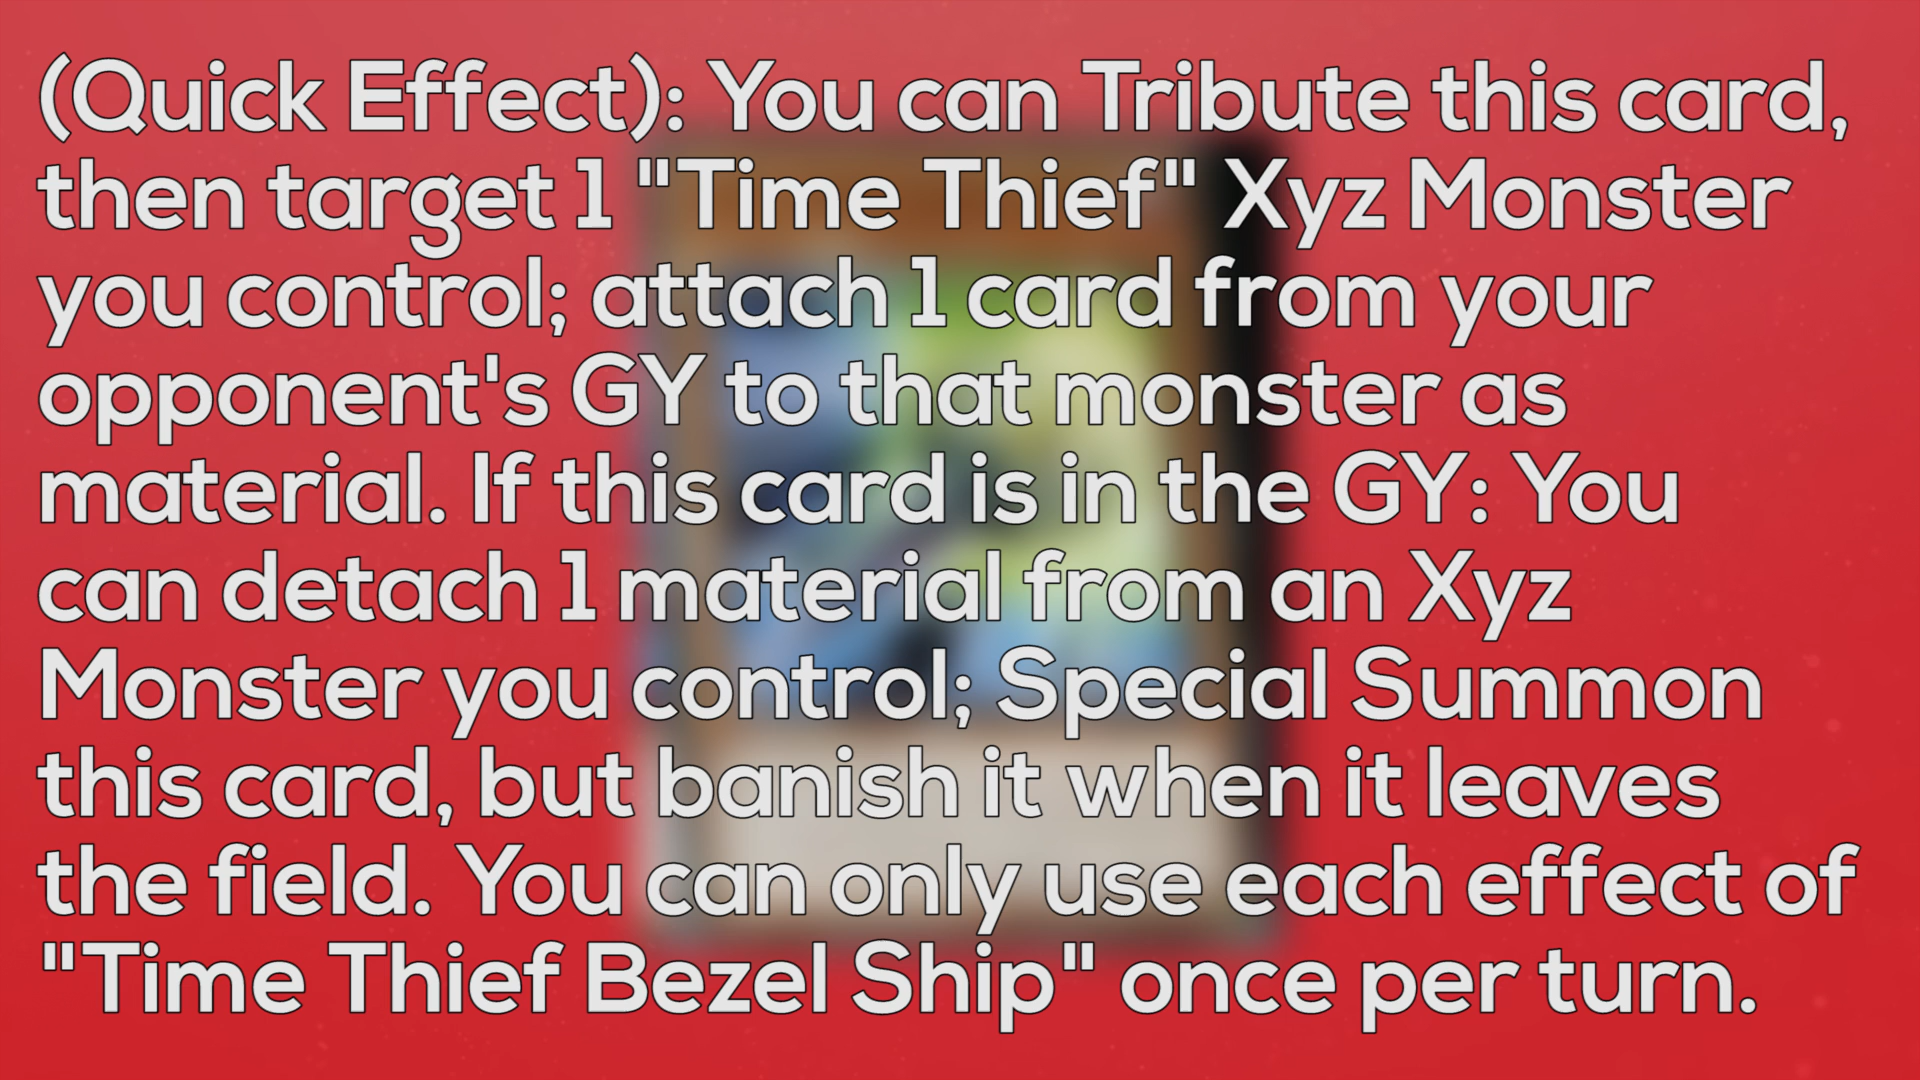 (Quick Effect): You can Tribute this card,
then target 1 "Time Thief" Xyz Monster
you control; attach 1 card from your
opponent's GY to that monster as
material. If this card is in the GY: You
can detach 1 material from an Xyz
Monster you control; Special Summon
this card, but banish it when it leaves
the field. You can only use each effect of
"Time Thief Bezel Ship" once per turn.